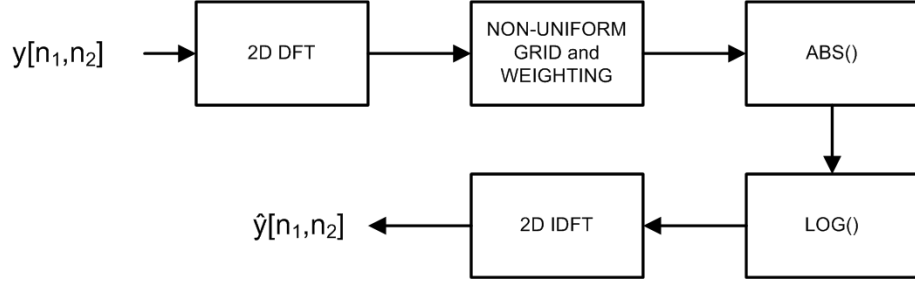 y[n₁,n₂]
2D DFT
NON-UNIFORM
GRID and
WEIGHTING
ABS()
LOG()
2D IDFT
ŷ[n₁,n₂]